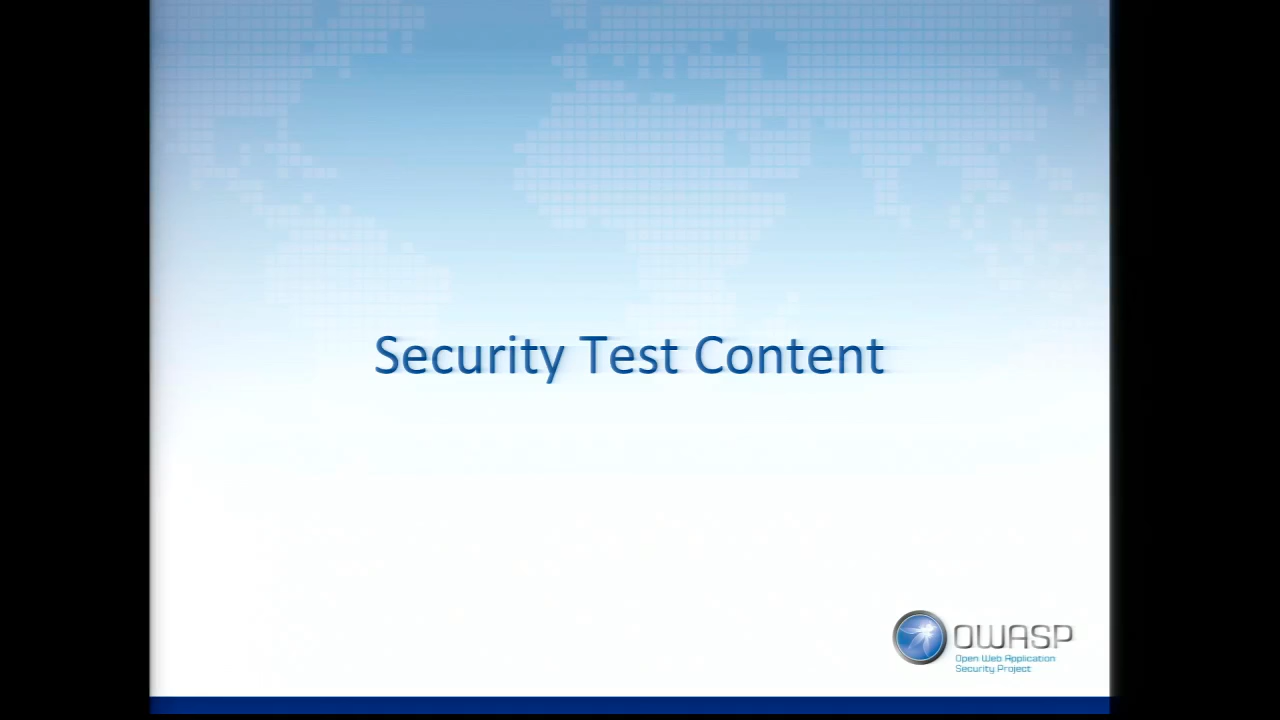 Security Test Content
OWASP
Open Web Application
Security Project